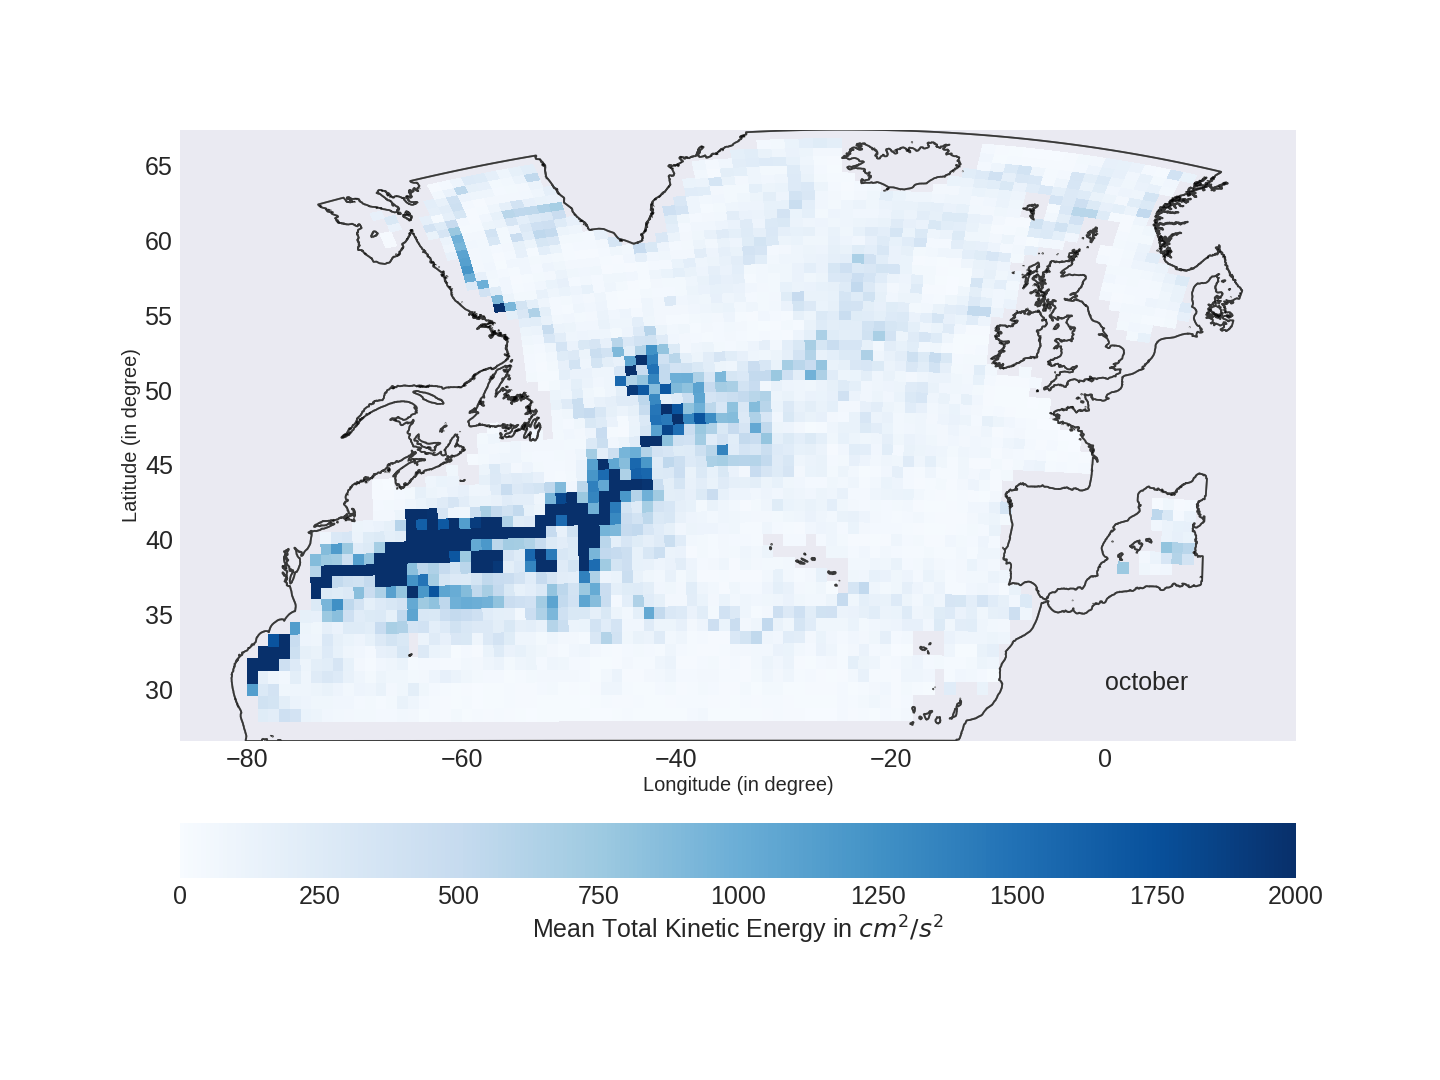 65
60
55
50
45
40
35
30
Latitude (in degree)
october
−80 −60 −40 −20 0
Longitude (in degree)
0 250 500 750 1000 1250 1500 1750 2000
Mean Total Kinetic Energy in cm²/s²